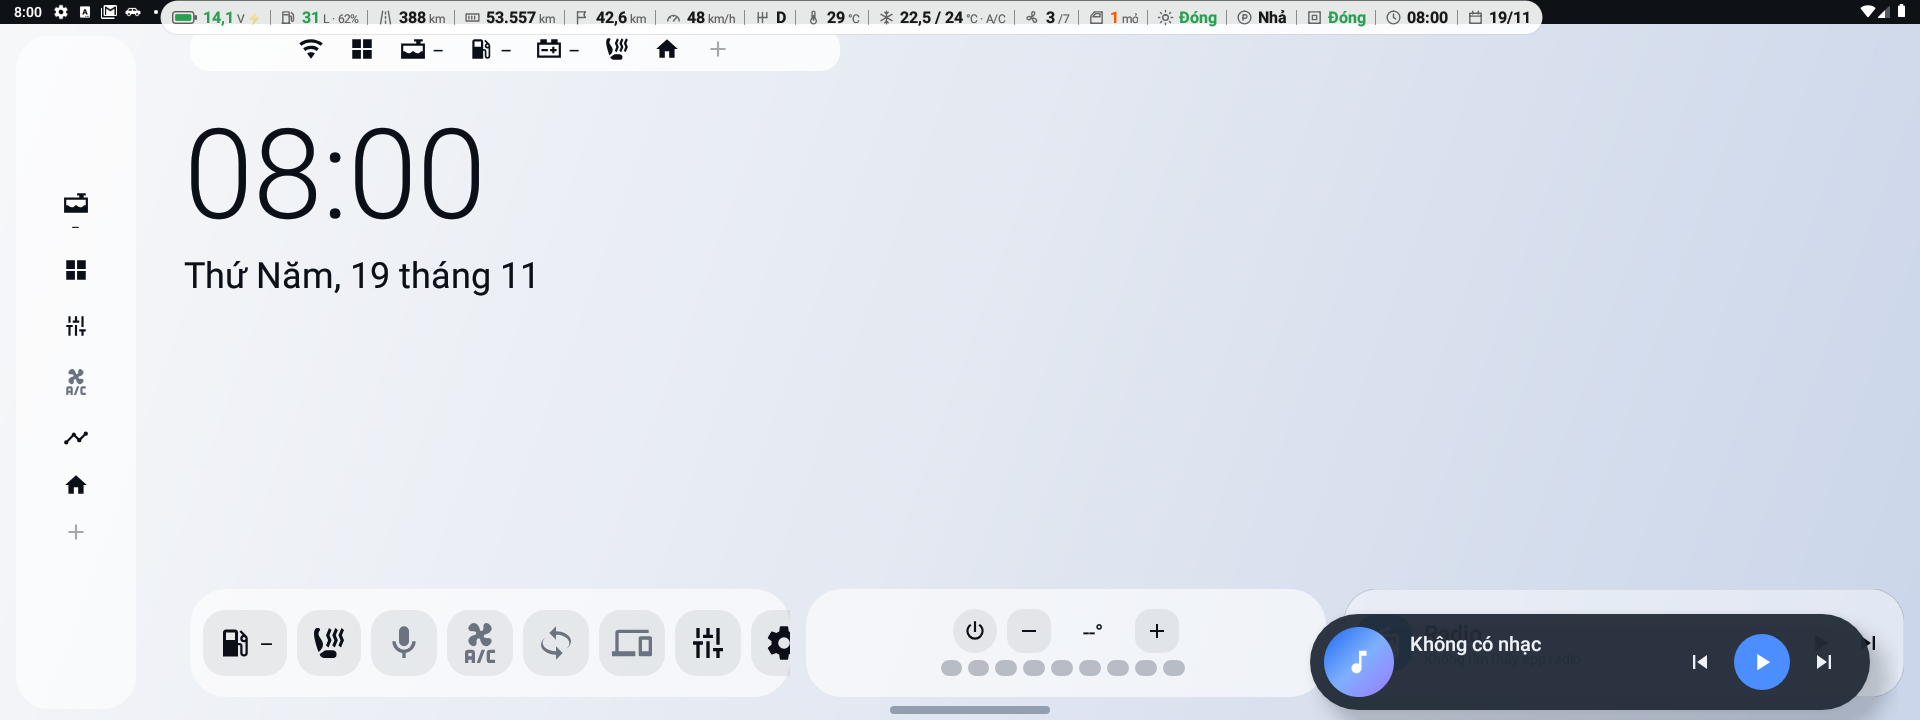 8:00
14,1 V 31 L · 62% 388 km 53.557 km 42,6 km 48 km/h D 29 °C 22,5 / 24 °C · A/C 3 /7 1 mở Đóng Nhả Đóng 08:00 19/11
–
–
–
08:00
Thứ Năm, 19 tháng 11
–
A/C
–
A/C
--°
Radio
Không có nhạc